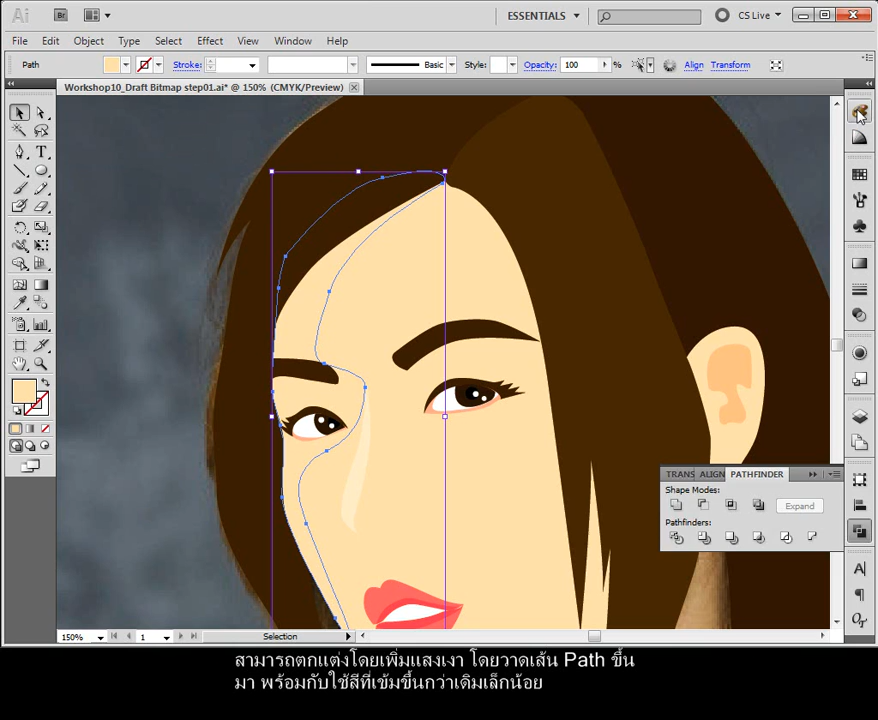 Ai Br ESSENTIALS CS Live
File Edit Object Type Select Effect View Window Help
Path Stroke: Basic Style: Opacity: 100 % Align Transform
Workshop10_Draft Bitmap step01.ai* @ 150% (CMYK/Preview)
TRANS ALIGN PATHFINDER
Shape Modes:
Expand
Pathfinders:
150% 1 Selection
สามารถตกแต่งโดยเพิ่มแสงเงา โดยวาดเส้น Path ขึ้น
มา พร้อมกับใช้สีที่เข้มขึ้นกว่าเดิมเล็กน้อย